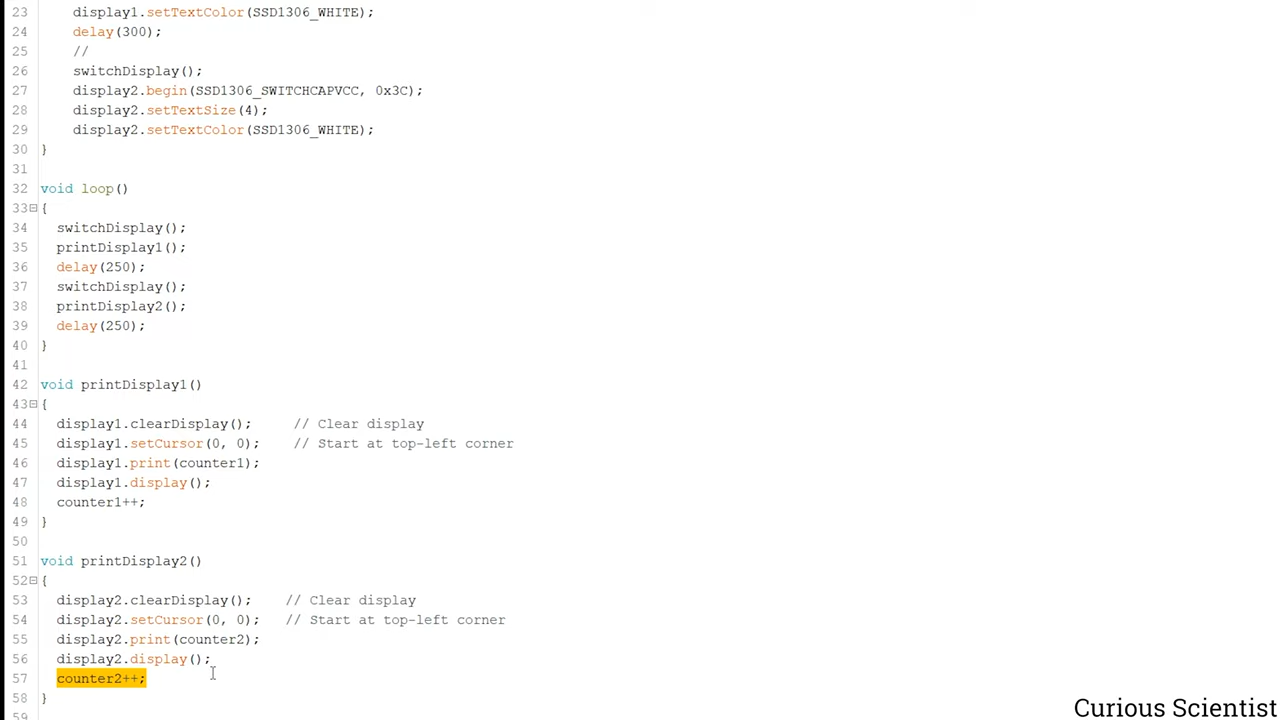 23 display1.setTextColor(SSD1306_WHITE);
24 delay(300);
25 //
26 switchDisplay();
27 display2.begin(SSD1306_SWITCHCAPVCC, 0x3C);
28 display2.setTextSize(4);
29 display2.setTextColor(SSD1306_WHITE);
30 }
31
32 void loop()
33 {
34 switchDisplay();
35 printDisplay1();
36 delay(250);
37 switchDisplay();
38 printDisplay2();
39 delay(250);
40 }
41
42 void printDisplay1()
43 {
44 display1.clearDisplay(); // Clear display
45 display1.setCursor(0, 0); // Start at top-left corner
46 display1.print(counter1);
47 display1.display();
48 counter1++;
49 }
50
51 void printDisplay2()
52 {
53 display2.clearDisplay(); // Clear display
54 display2.setCursor(0, 0); // Start at top-left corner
55 display2.print(counter2);
56 display2.display();
57 counter2++;
58 }
59
Curious Scientist